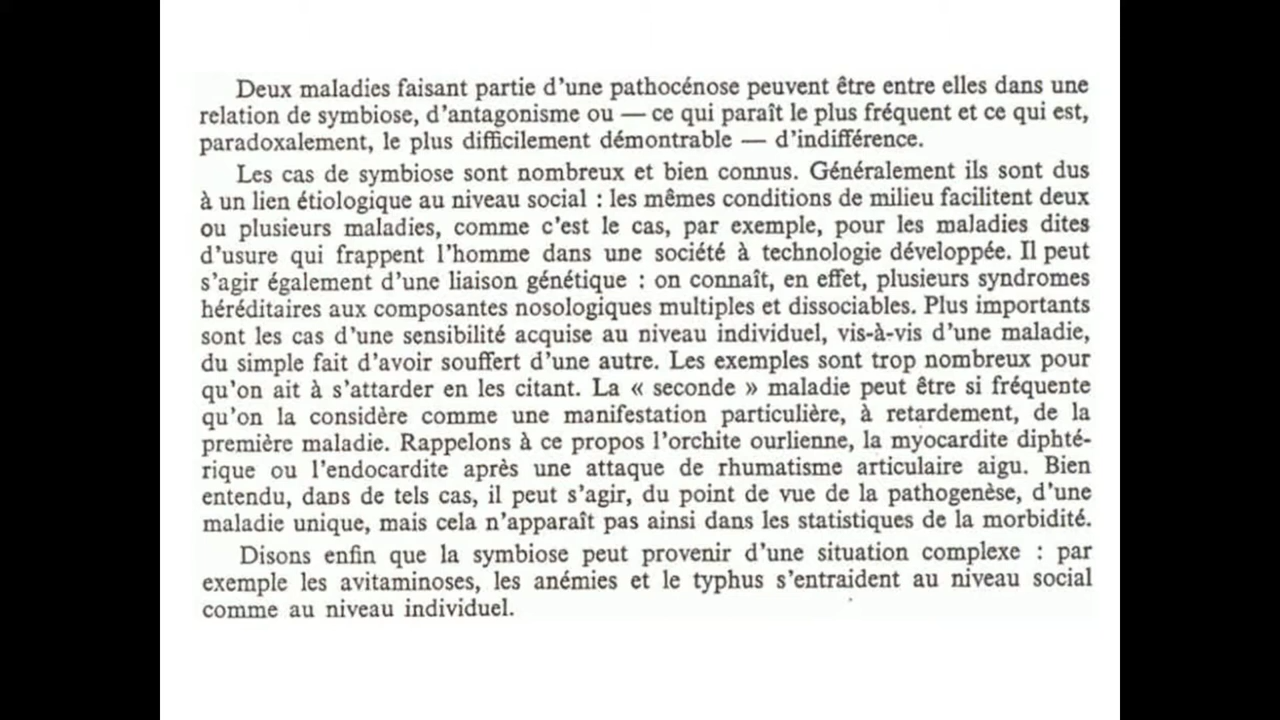 Deux maladies faisant partie d'une pathocénose peuvent être entre elles dans une
relation de symbiose, d'antagonisme ou — ce qui paraît le plus fréquent et ce qui est,
paradoxalement, le plus difficilement démontrable — d'indifférence.
Les cas de symbiose sont nombreux et bien connus. Généralement ils sont dus
à un lien étiologique au niveau social : les mêmes conditions de milieu facilitent deux
ou plusieurs maladies, comme c'est le cas, par exemple, pour les maladies dites
d'usure qui frappent l'homme dans une société à technologie développée. Il peut
s'agir également d'une liaison génétique : on connaît, en effet, plusieurs syndromes
héréditaires aux composantes nosologiques multiples et dissociables. Plus importants
sont les cas d'une sensibilité acquise au niveau individuel, vis-à-vis d'une maladie,
du simple fait d'avoir souffert d'une autre. Les exemples sont trop nombreux pour
qu'on ait à s'attarder en les citant. La « seconde » maladie peut être si fréquente
qu'on la considère comme une manifestation particulière, à retardement, de la
première maladie. Rappelons à ce propos l'orchite ourlienne, la myocardite diphté-
rique ou l'endocardite après une attaque de rhumatisme articulaire aigu. Bien
entendu, dans de tels cas, il peut s'agir, du point de vue de la pathogenèse, d'une
maladie unique, mais cela n'apparaît pas ainsi dans les statistiques de la morbidité.
Disons enfin que la symbiose peut provenir d'une situation complexe : par
exemple les avitaminoses, les anémies et le typhus s'entraident au niveau social
comme au niveau individuel.